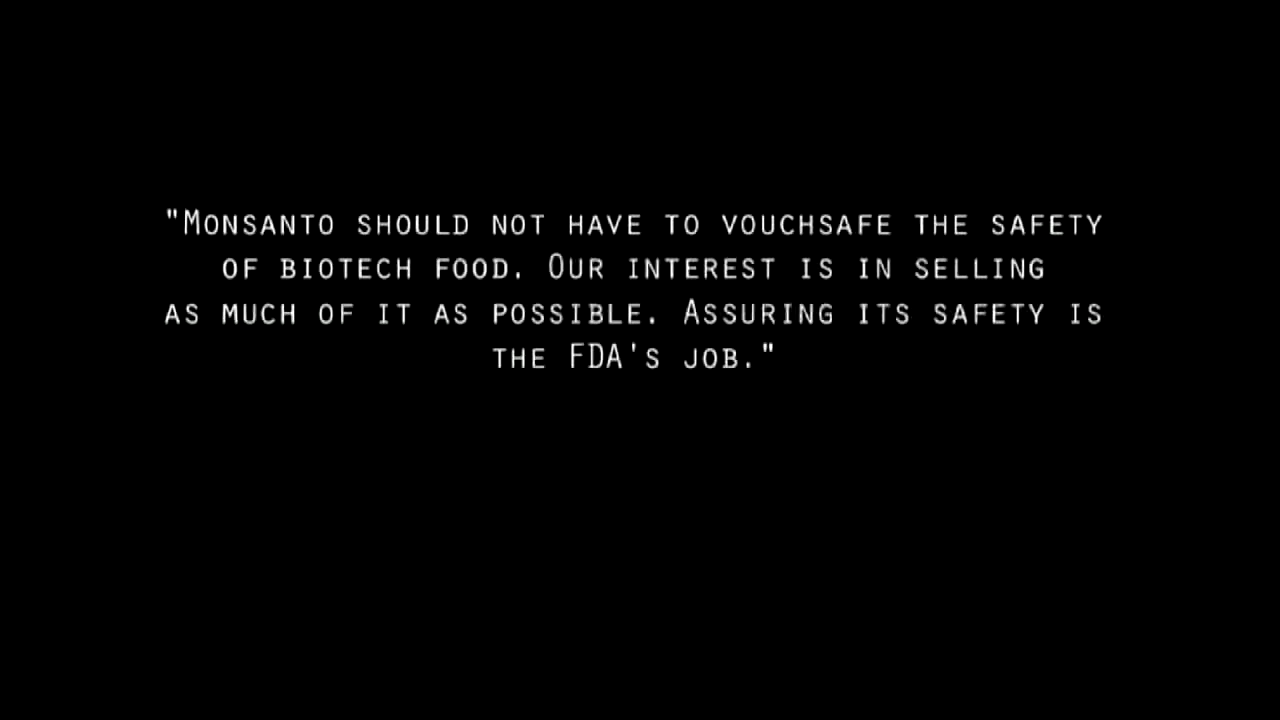 "Monsanto should not have to vouchsafe the safety
of biotech food. Our interest is in selling
as much of it as possible. Assuring its safety is
the FDA's job."